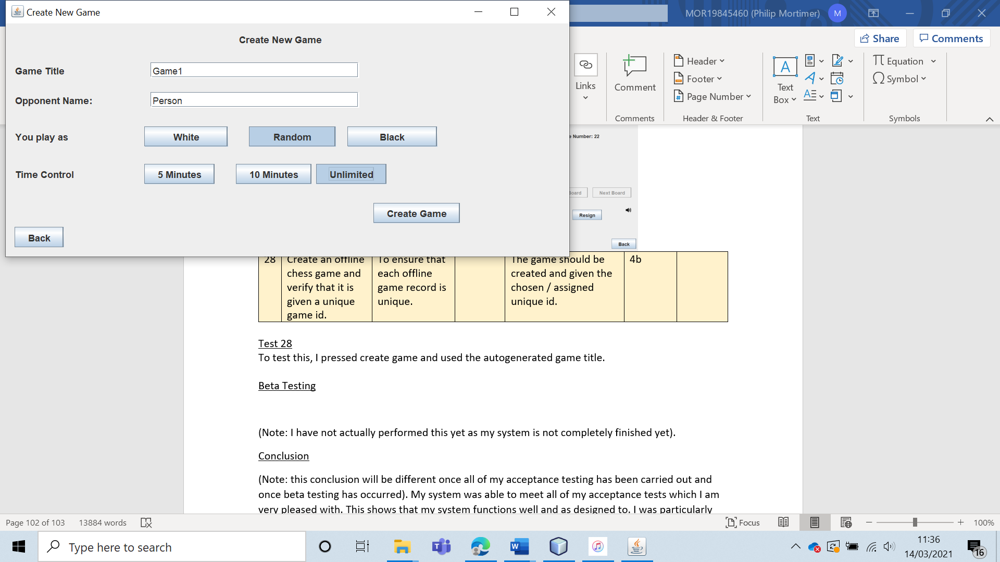 Create New Game
MOR19845460 (Philip Mortimer)
M
Create New Game
Share
Comments
Game Title
Game1
Opponent Name:
Person
You play as
White
Random
Black
Time Control
5 Minutes
10 Minutes
Unlimited
Create Game
Back
Links
Comment
Comments
Header
Footer
Page Number
Header & Footer
Text
Box
Text
Equation
Symbol
Symbols
Number: 22
Board
Next Board
Resign
Back
28
Create an offline
chess game and
verify that it is
given a unique
game id.
To ensure that
each offline
game record is
unique.
The game should be
created and given the
chosen / assigned
unique id.
4b
Test 28
To test this, I pressed create game and used the autogenerated game title.
Beta Testing
(Note: I have not actually performed this yet as my system is not completely finished yet).
Conclusion
(Note: this conclusion will be different once all of my acceptance testing has been carried out and
once beta testing has occurred). My system was able to meet all of my acceptance tests which I am
very pleased with. This shows that my system functions well and as designed to. I was particularly
Page 102 of 103
13884 words
Focus
100%
Type here to search
11:36
14/03/2021
16